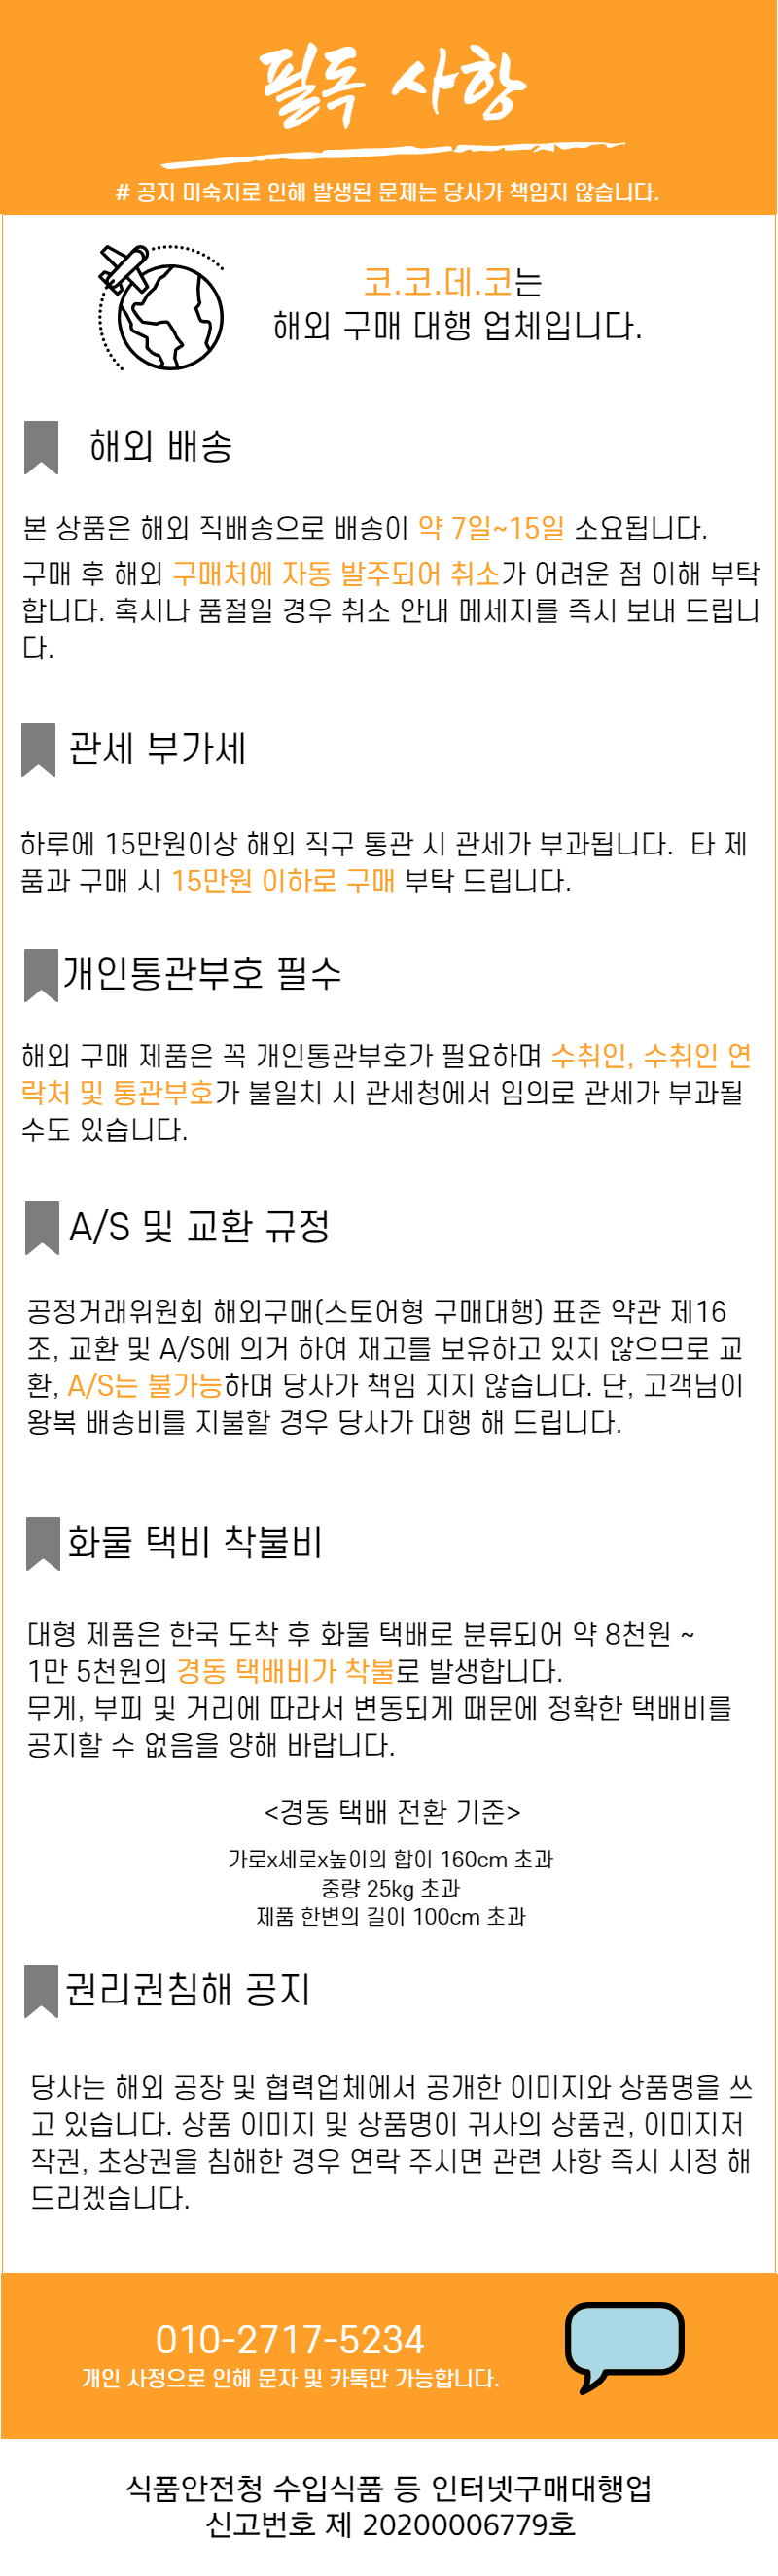 필독 사항
# 공지 미숙지로 인해 발생된 문제는 당사가 책임지 않습니다.
코.코.데.코는
해외 구매 대행 업체입니다.
해외 배송
본 상품은 해외 직배송으로 배송이 약 7일~15일 소요됩니다.
구매 후 해외 구매처에 자동 발주되어 취소가 어려운 점 이해 부탁
합니다. 혹시나 품절일 경우 취소 안내 메세지를 즉시 보내 드립니
다.
관세 부가세
하루에 15만원이상 해외 직구 통관 시 관세가 부과됩니다. 타 제
품과 구매 시 15만원 이하로 구매 부탁 드립니다.
개인통관부호 필수
해외 구매 제품은 꼭 개인통관부호가 필요하며 수취인, 수취인 연
락처 및 통관부호가 불일치 시 관세청에서 임의로 관세가 부과될
수도 있습니다.
A/S 및 교환 규정
공정거래위원회 해외구매(스토어형 구매대행) 표준 약관 제16
조, 교환 및 A/S에 의거 하여 재고를 보유하고 있지 않으므로 교
환, A/S는 불가능하며 당사가 책임 지지 않습니다. 단, 고객님이
왕복 배송비를 지불할 경우 당사가 대행 해 드립니다.
화물 택비 착불비
대형 제품은 한국 도착 후 화물 택배로 분류되어 약 8천원 ~
1만 5천원의 경동 택배비가 착불로 발생합니다.
무게, 부피 및 거리에 따라서 변동되게 때문에 정확한 택배비를
공지할 수 없음을 양해 바랍니다.
<경동 택배 전환 기준>
가로x세로x높이의 합이 160cm 초과
중량 25kg 초과
제품 한변의 길이 100cm 초과
권리권침해 공지
당사는 해외 공장 및 협력업체에서 공개한 이미지와 상품명을 쓰
고 있습니다. 상품 이미지 및 상품명이 귀사의 상품권, 이미지저
작권, 초상권을 침해한 경우 연락 주시면 관련 사항 즉시 시정 해
드리겠습니다.
010-2717-5234
개인 사정으로 인해 문자 및 카톡만 가능합니다.
식품안전청 수입식품 등 인터넷구매대행업
신고번호 제 20200006779호